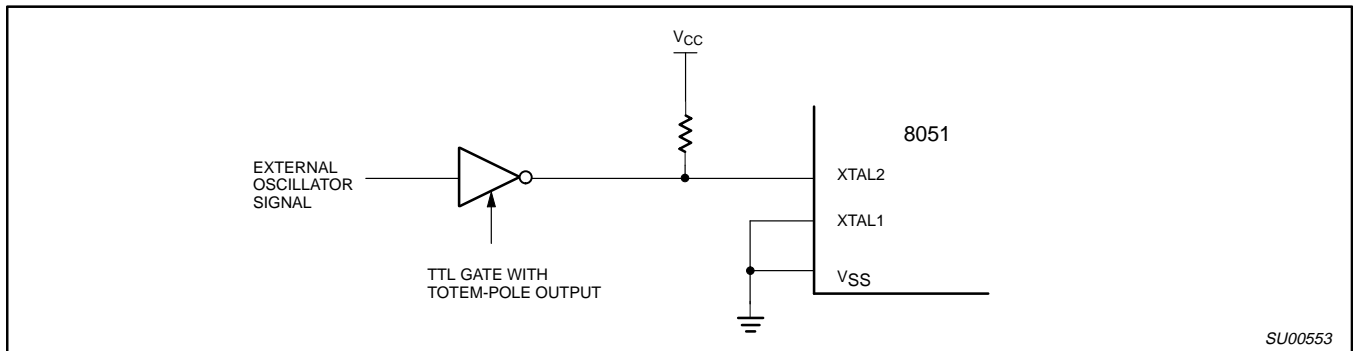 VCC
8051
EXTERNAL
OSCILLATOR
SIGNAL
XTAL2
XTAL1
TTL GATE WITH
TOTEM-POLE OUTPUT
VSS
SU00553